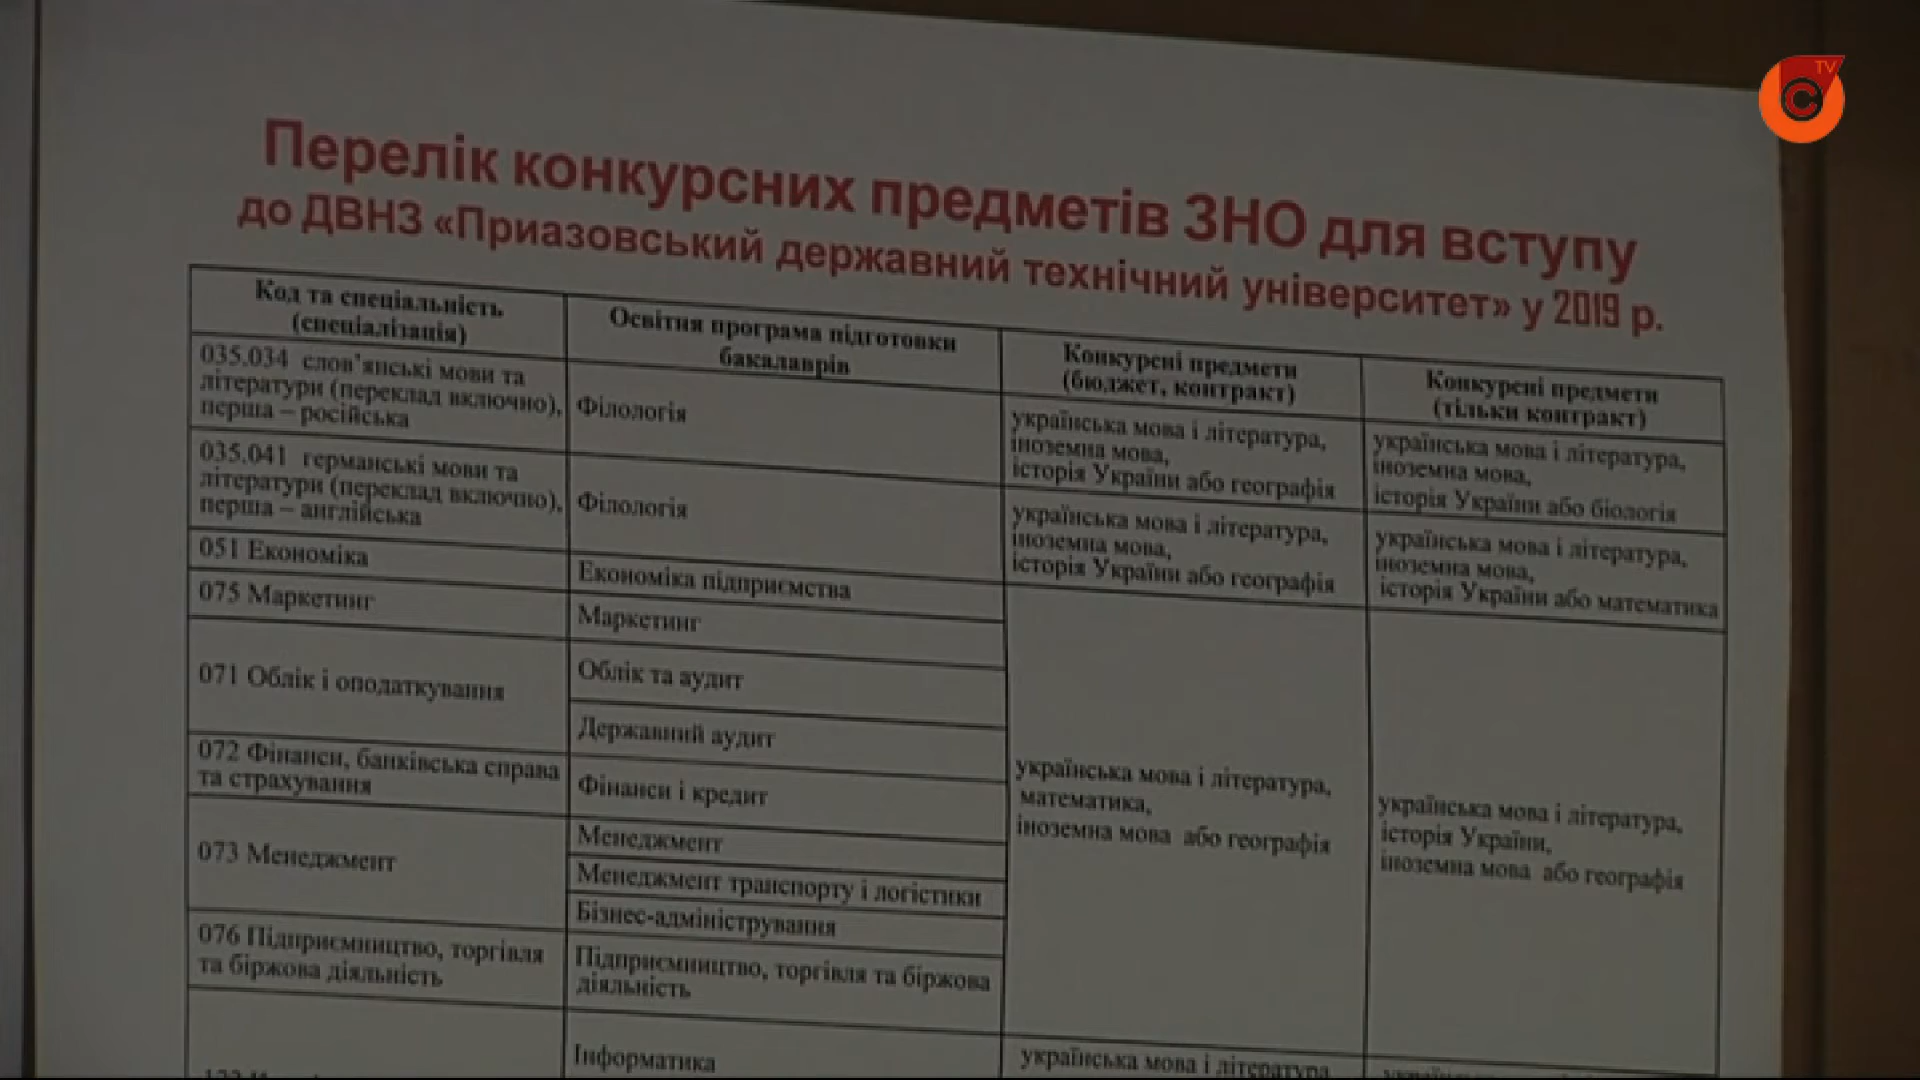 TV
C
Перелік конкурсних предметів ЗНО для вступу
до ДВНЗ «Приазовський державний технічний університет» у 2019 р.
Код та спеціальність
(спеціалізація)
Освітня програма підготовки
бакалаврів
Конкурсні предмети
(бюджет, контракт)
Конкурсні предмети
(тільки контракт)
035.034 слов’янські мови та
літератури (переклад включно),
перша – російська
Філологія
українська мова і література,
іноземна мова,
історія України або географія
українська мова і література,
іноземна мова,
історія України або біологія
035.041 германські мови та
літератури (переклад включно),
перша – англійська
Філологія
українська мова і література,
іноземна мова,
історія України або географія
українська мова і література,
іноземна мова,
історія України або математика
051 Економіка
Економіка підприємства
075 Маркетинг
Маркетинг
071 Облік і оподаткування
Облік та аудит
Державний аудит
072 Фінанси, банківська справа
та страхування
Фінанси і кредит
073 Менеджмент
Менеджмент
Менеджмент транспорту і логістики
Бізнес-адміністрування
076 Підприємництво, торгівля
та біржова діяльність
Підприємництво, торгівля та біржова
діяльність
українська мова і література,
математика,
іноземна мова або географія
українська мова і література,
історія України,
іноземна мова або географія
Інформатика
українська мова і література